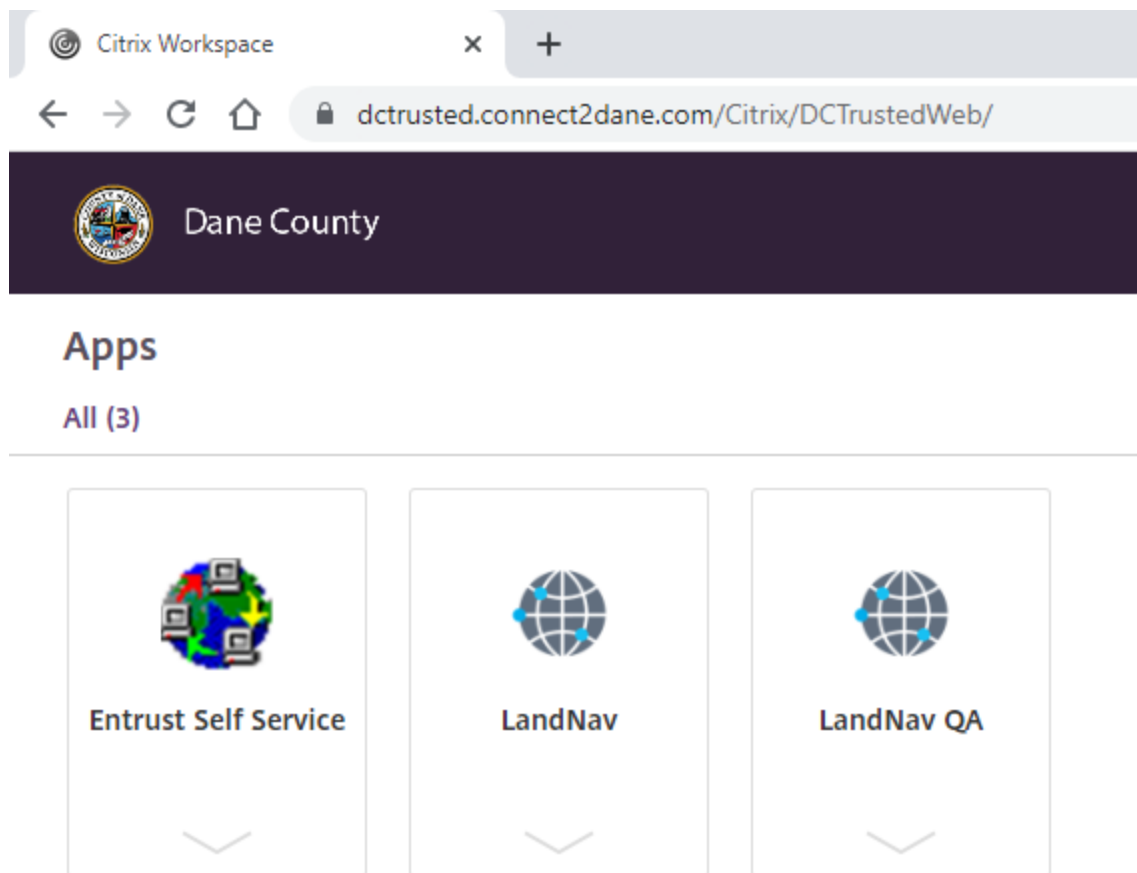 Citrix Workspace
dctrusted.connect2dane.com/Citrix/DCTrustedWeb/
Dane County
Apps
All (3)
Entrust Self Service
LandNav
LandNav QA